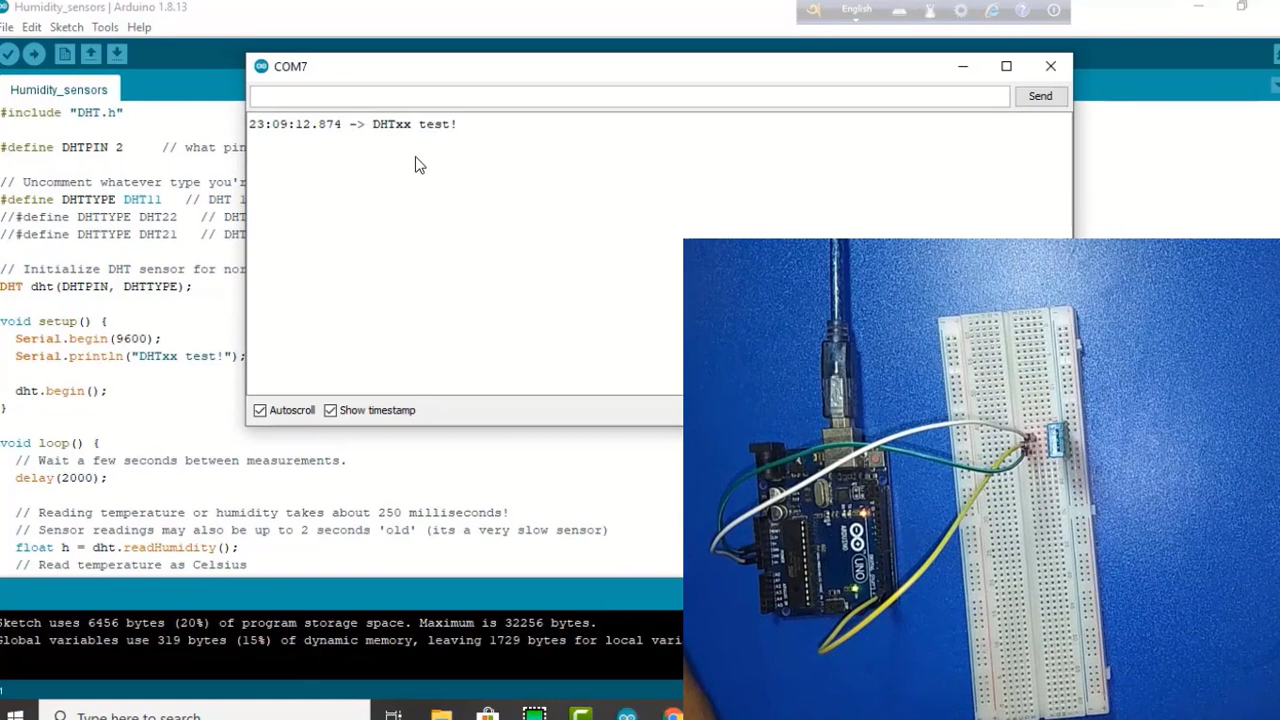 Humidity_sensors | Arduino 1.8.13
English
File Edit Sketch Tools Help
COM7
Humidity_sensors
Send
#include "DHT.h"
23:09:12.874 -> DHTxx test!
#define DHTPIN 2 // what pin
// Uncomment whatever type you'r
#define DHTTYPE DHT11 // DHT 1
//#define DHTTYPE DHT22 // DHT
//#define DHTTYPE DHT21 // DHT
// Initialize DHT sensor for nor
DHT dht(DHTPIN, DHTTYPE);
void setup() {
Serial.begin(9600);
Serial.println("DHTxx test!");
dht.begin();
}
Autoscroll Show timestamp
void loop() {
// Wait a few seconds between measurements.
delay(2000);
// Reading temperature or humidity takes about 250 milliseconds!
// Sensor readings may also be up to 2 seconds 'old' (its a very slow sensor)
float h = dht.readHumidity();
// Read temperature as Celsius
ARDUINO
UNO
Sketch uses 6456 bytes (20%) of program storage space. Maximum is 32256 bytes.
Global variables use 319 bytes (15%) of dynamic memory, leaving 1729 bytes for local vari
1
Type here to search